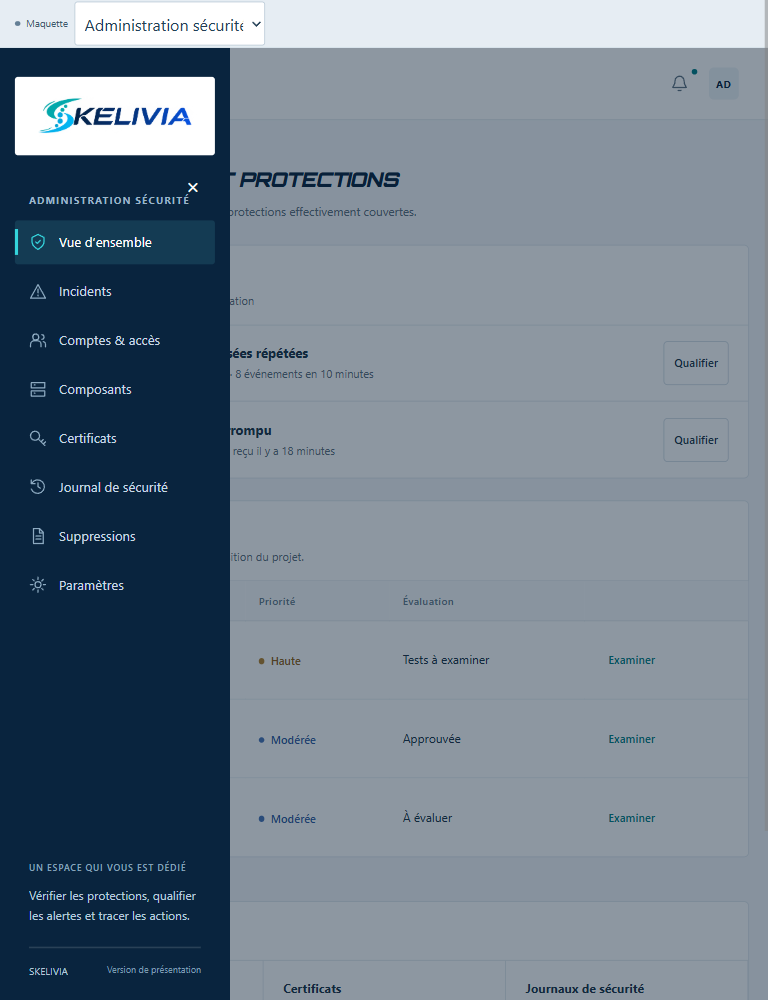 Maquette
Administration sécurité
SKELIVIA
AD
ADMINISTRATION SÉCURITÉ
PROTECTIONS
protections effectivement couvertes.
Vue d'ensemble
Incidents
Comptes & accès
Composants
Certificats
Journal de sécurité
Suppressions
Paramètres
sées répétées
8 événements en 10 minutes
Qualifier
reçu il y a 18 minutes
Qualifier
du projet.
Priorité
Évaluation
Haute
Tests à examiner
Examiner
Modérée
Approuvée
Examiner
Modérée
À évaluer
Examiner
UN ESPACE QUI VOUS EST DÉDIÉ
Vérifier les protections, qualifier
les alertes et tracer les actions.
SKELIVIA
Version de présentation
Certificats
Journaux de sécurité